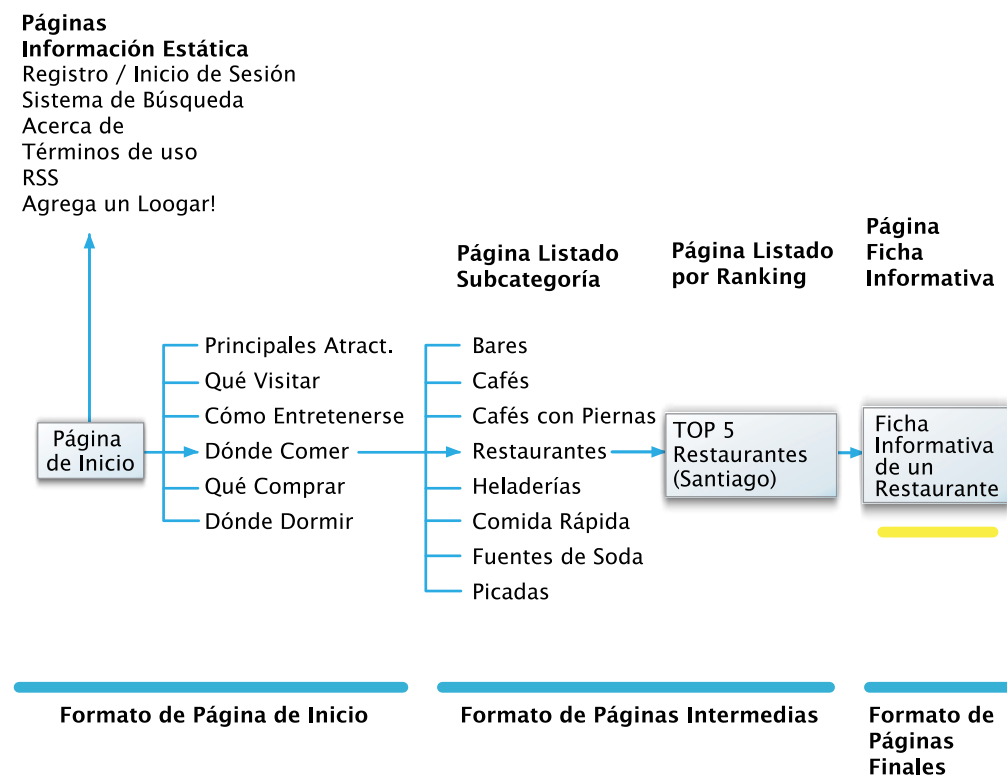 Páginas
Información Estática
Registro / Inicio de Sesión
Sistema de Búsqueda
Acerca de
Términos de uso
RSS
Agrega un Loogar!
Página Listado
Subcategoría
Página Listado
por Ranking
Página
Ficha
Informativa
Página
de Inicio
Principales Atract.
Qué Visitar
Cómo Entretenerse
Dónde Comer
Qué Comprar
Dónde Dormir
Bares
Cafés
Cafés con Piernas
Restaurantes
Heladerías
Comida Rápida
Fuentes de Soda
Picadas
TOP 5
Restaurantes
(Santiago)
Ficha
Informativa
de un
Restaurante
Formato de Página de Inicio
Formato de Páginas Intermedias
Formato de
Páginas
Finales